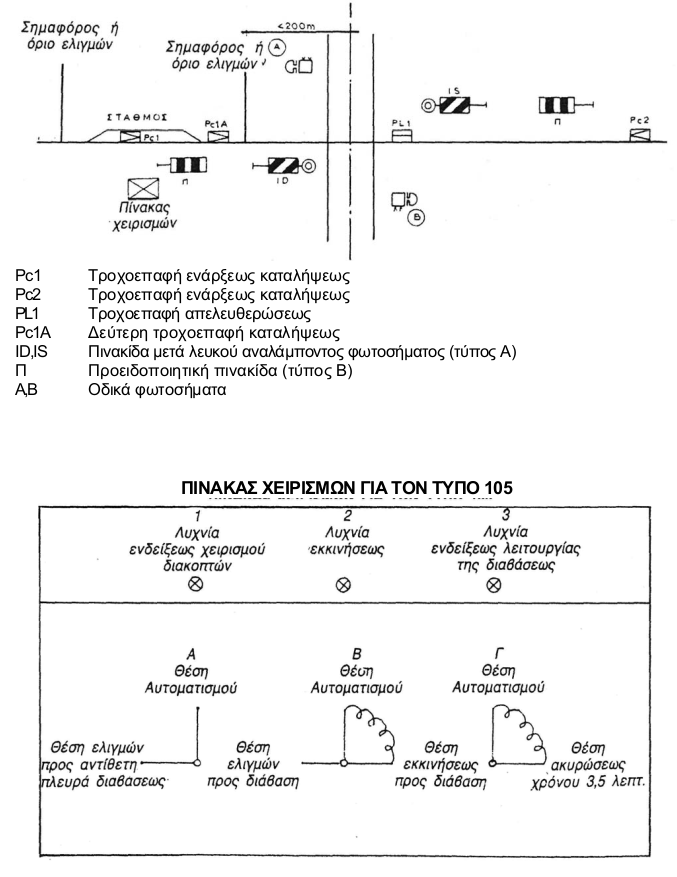 Σημαφόρος ή
όριο ελιγμών
Σημαφόρος ή
όριο ελιγμών
A
<200m
ΣΤΑΘΜΟΣ
Pc1
Pc1A
IS
PL1
Π
Pc2
Π
ID
B
Πίνακας
χειρισμών
Pc1 Τροχοεπαφή ενάρξεως καταλήψεως
Pc2 Τροχοεπαφή ενάρξεως καταλήψεως
PL1 Τροχοεπαφή απελευθερώσεως
Pc1A Δεύτερη τροχοεπαφή καταλήψεως
ID,IS Πινακίδα μετά λευκού αναλάμποντος φωτοσήματος (τύπος Α)
Π Προειδοποιητική πινακίδα (τύπος Β)
A,B Οδικά φωτοσήματα
ΠΙΝΑΚΑΣ ΧΕΙΡΙΣΜΩΝ ΓΙΑ ΤΟΝ ΤΥΠΟ 105
1
Λυχνία
ενδείξεως χειρισμού
διακοπτών
2
Λυχνία
εκκινήσεως
3
Λυχνία
ενδείξεως λειτουργίας
της διαβάσεως
Α
Θέση
Αυτοματισμού
Β
Θέση
Αυτοματισμού
Γ
Θέση
Αυτοματισμού
Θέση ελιγμών
προς αντίθετη
πλευρά διαβάσεως
Θέση
ελιγμών
προς διάβαση
Θέση
εκκινήσεως
προς διάβαση
Θέση
ακυρώσεως
χρόνου 3,5 λεπτ.